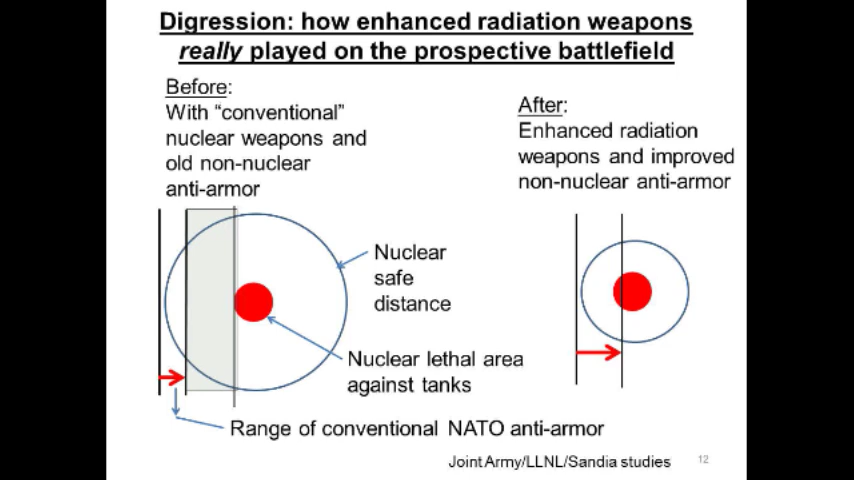 Digression: how enhanced radiation weapons
really played on the prospective battlefield
Before:
With “conventional”
nuclear weapons and
old non-nuclear
anti-armor
After:
Enhanced radiation
weapons and improved
non-nuclear anti-armor
Nuclear
safe
distance
Nuclear lethal area
against tanks
Range of conventional NATO anti-armor
Joint Army/LLNL/Sandia studies
12